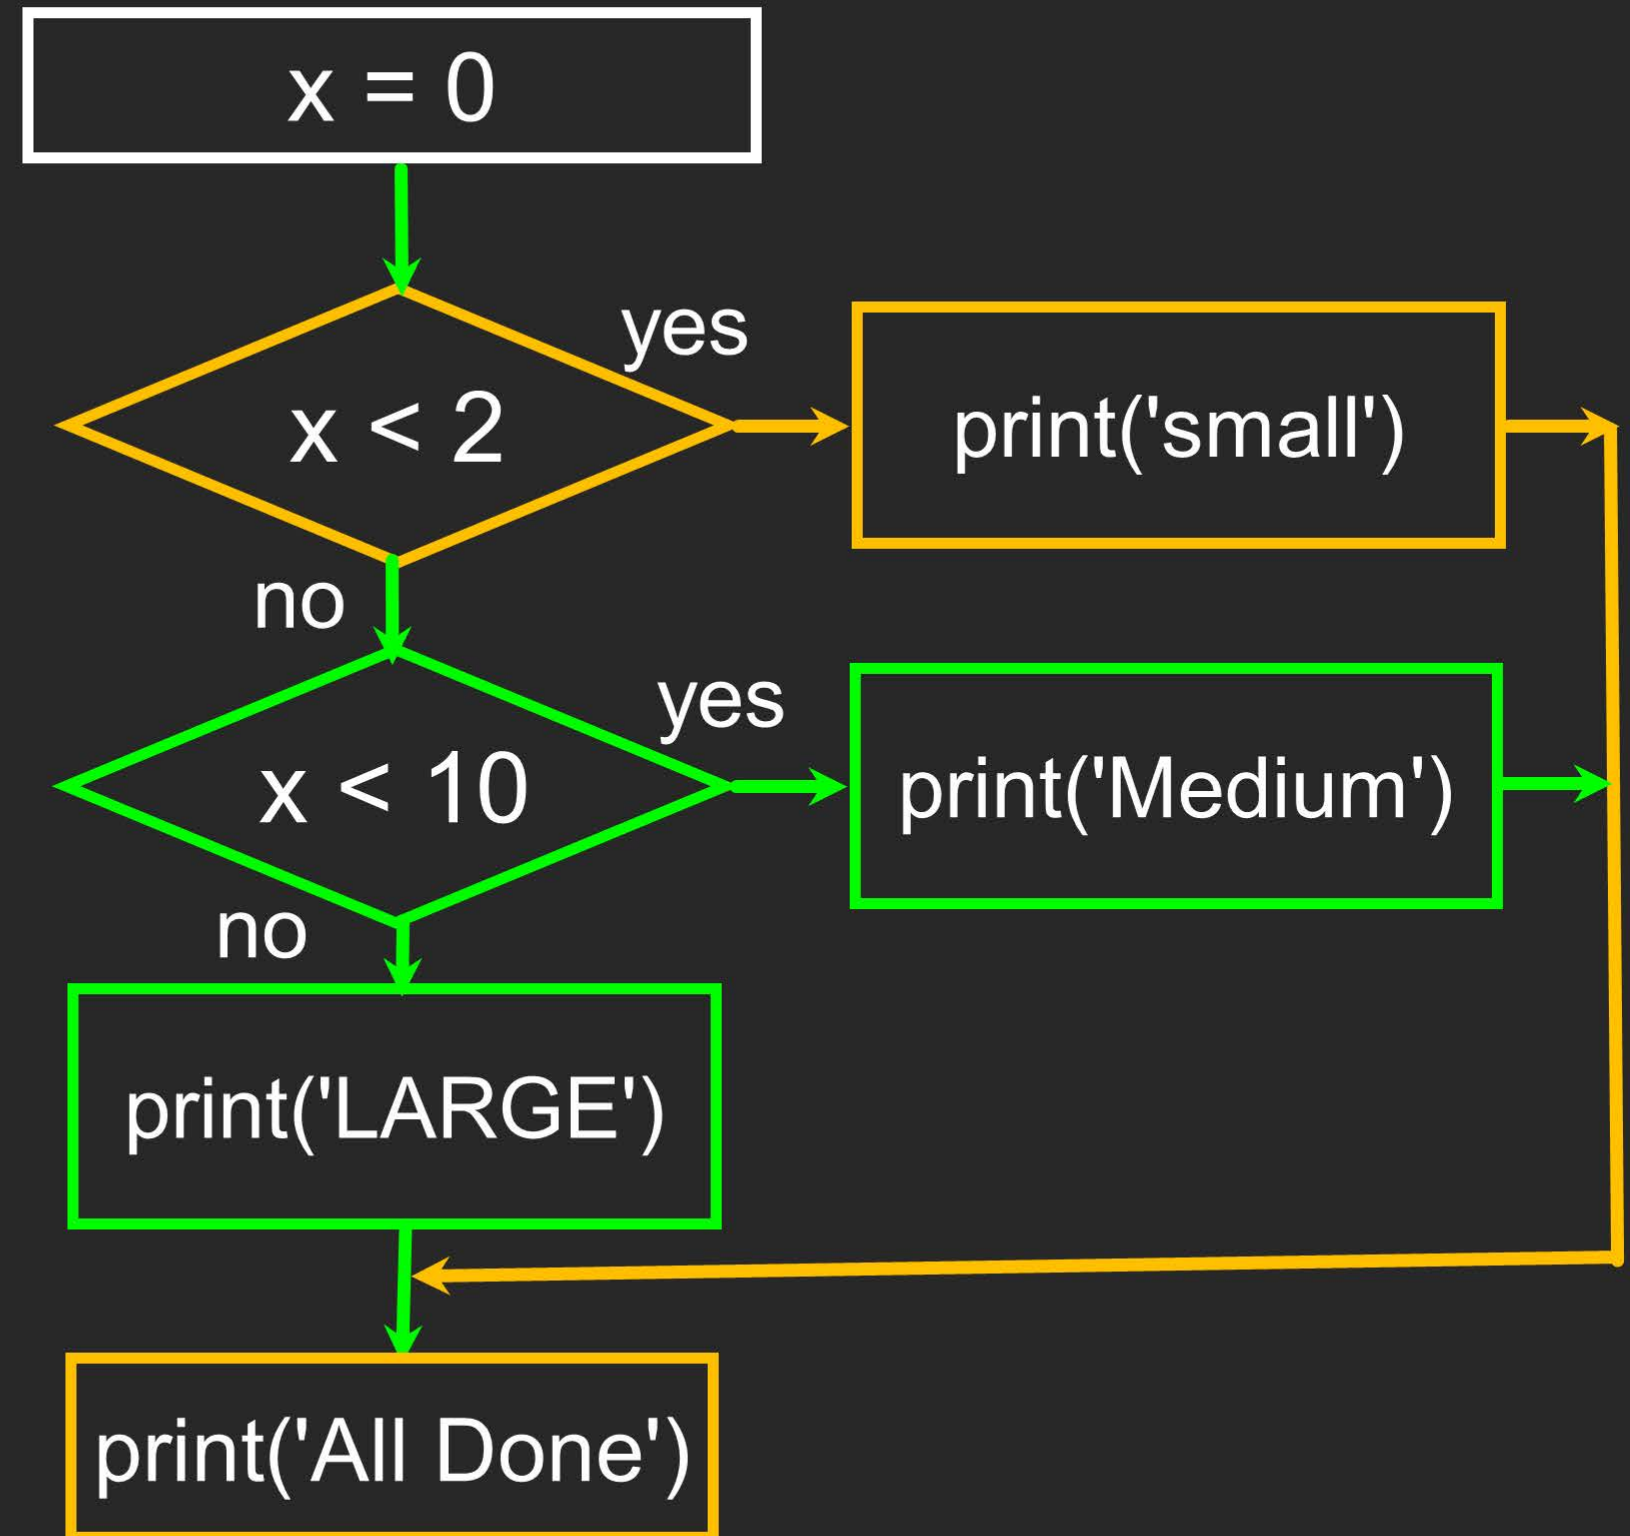 x = 0
yes
x < 2
print('small')
no
yes
x < 10
print('Medium')
no
print('LARGE')
print('All Done')